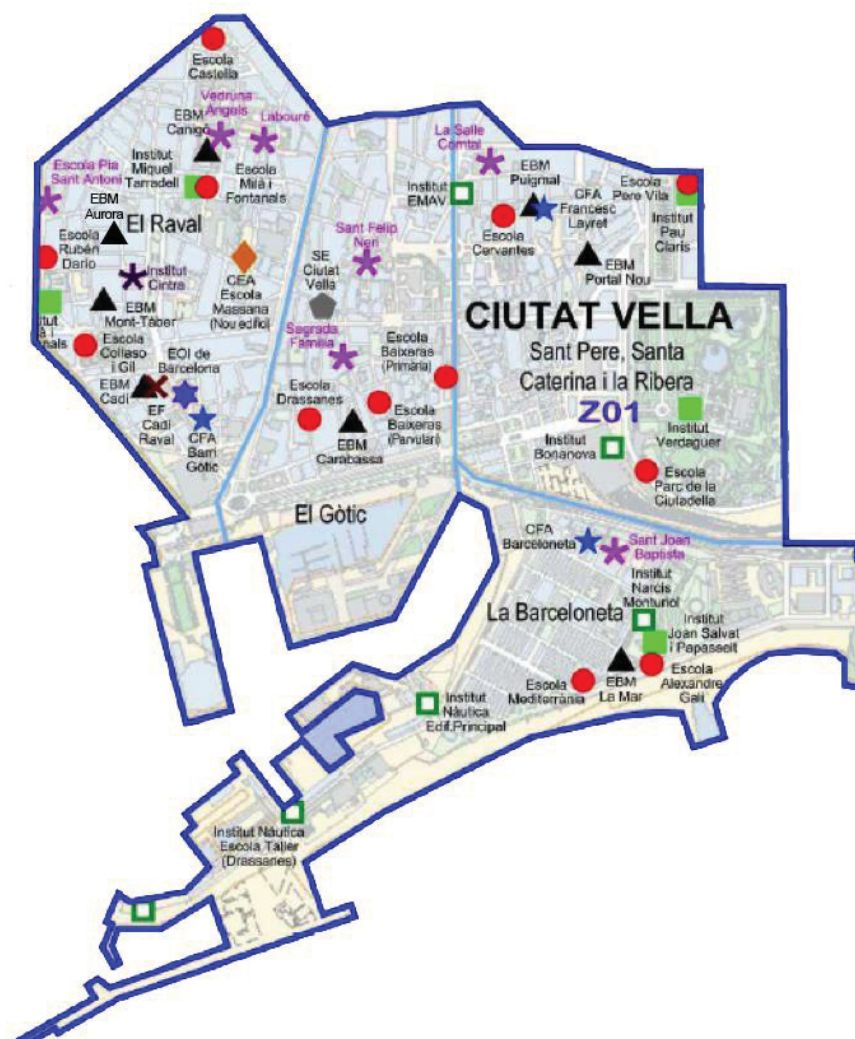 Escola
Castella
Vedruna
Àngels
EBM
Canigó
Labouré
Institut
Miquel
Tarradell
Escola
Milà i
Fontanals
Escola Pia
Sant Antoni
EBM
Aurora
El Raval
Escola
Rubén
Darío
Institut
Cintra
CEA
Escola
Massana
(Nou edifici)
EBM
Mont-Tàber
Escola
Collaso
i Gil
EBM
Cadí
EF
Cadí
Raval
EOI de
Barcelona
CFA
Barri
Gòtic
Sant Felip
Neri
SE
Ciutat
Vella
Sagrada
Família
Escola
Baixeras
(Primària)
Escola
Drassanes
EBM
Carabassa
Escola
Baixeras
(Parvulari)
El Gòtic
La Salle
Comtal
Institut
EMAV
EBM
Puigmal
CFA
Francesc
Layret
Escola
Pere Vila
Institut
Pau
Claris
Escola
Cervantes
EBM
Portal Nou
CIUTAT VELLA
Sant Pere, Santa
Caterina i la Ribera
Z01
Institut
Verdaguer
Institut
Bonanova
Escola
Parc de la
Ciutadella
CFA
Barceloneta
Sant Joan
Baptista
Institut
Narcís
Monturiol
La Barceloneta
Institut
Joan Salvat
i Papasseit
Escola
Mediterrània
EBM
La Mar
Escola
Alexandre
Galí
Institut
Nàutica
Edif.Principal
Institut Nàutica
Escola Taller
(Drassanes)